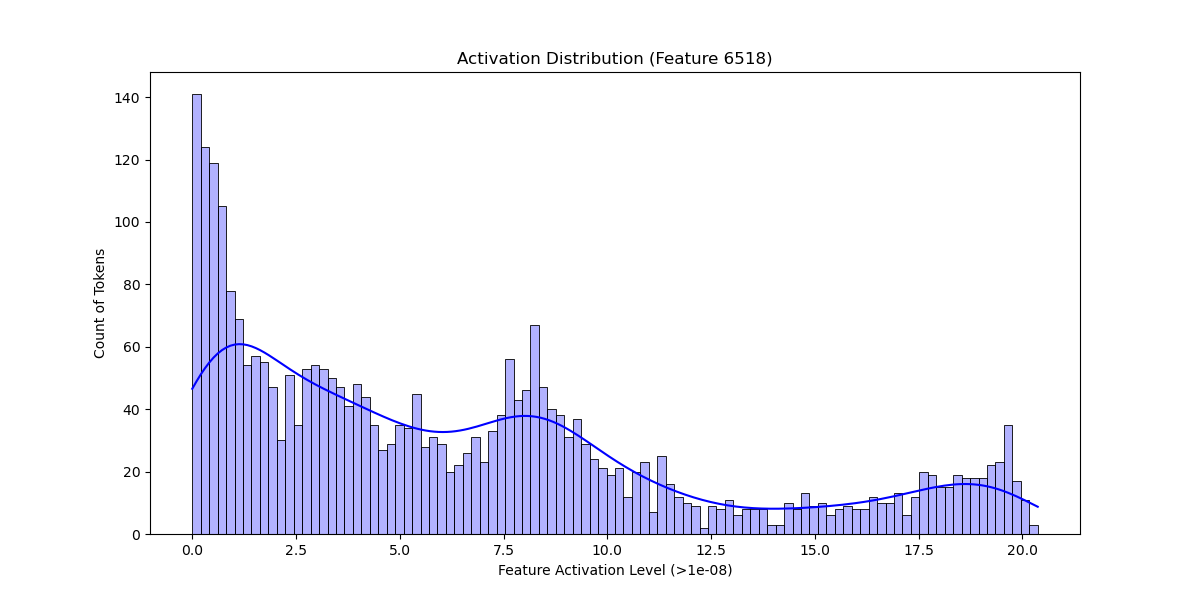 Activation Distribution (Feature 6518)
140
120
100
80
60
40
20
0
Count of Tokens
0.0 2.5 5.0 7.5 10.0 12.5 15.0 17.5 20.0
Feature Activation Level (>1e-08)